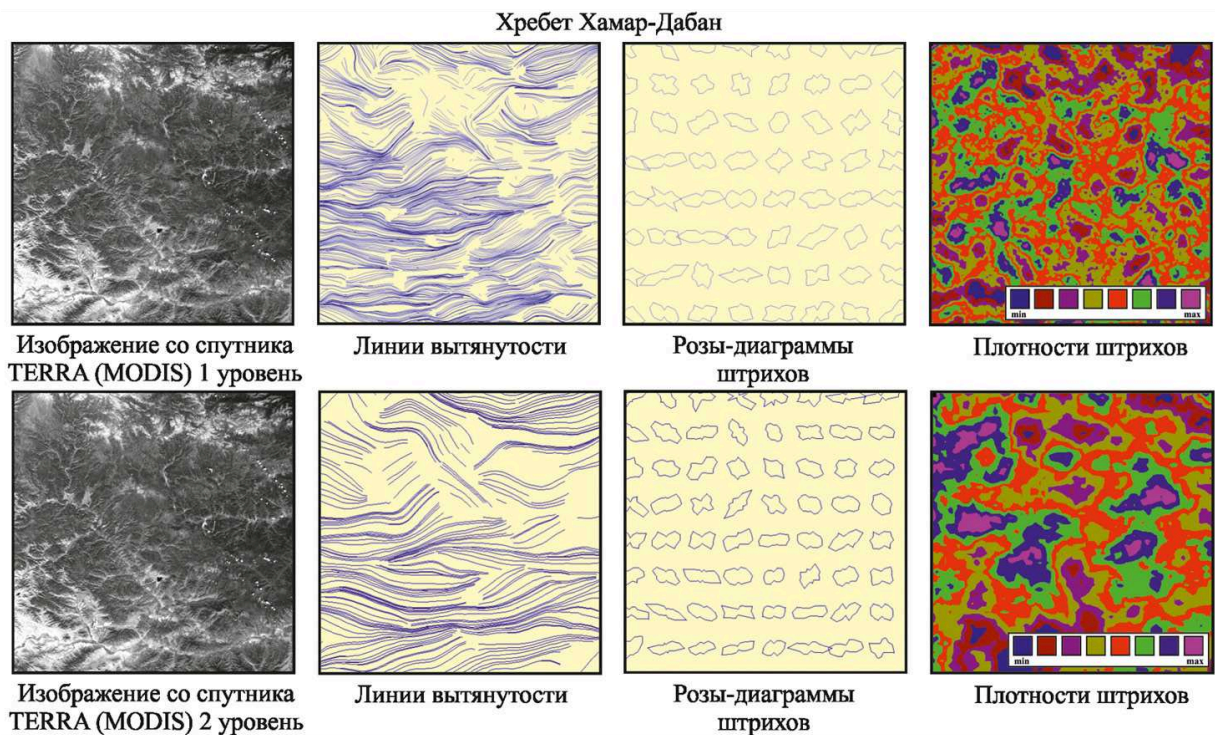 Хребет Хамар-Дабан
min
max
Изображение со спутника
TERRA (MODIS) 1 уровень
Линии вытянутости
Розы-диаграммы
штрихов
Плотности штрихов
min
max
Изображение со спутника
TERRA (MODIS) 2 уровень
Линии вытянутости
Розы-диаграммы
штрихов
Плотности штрихов